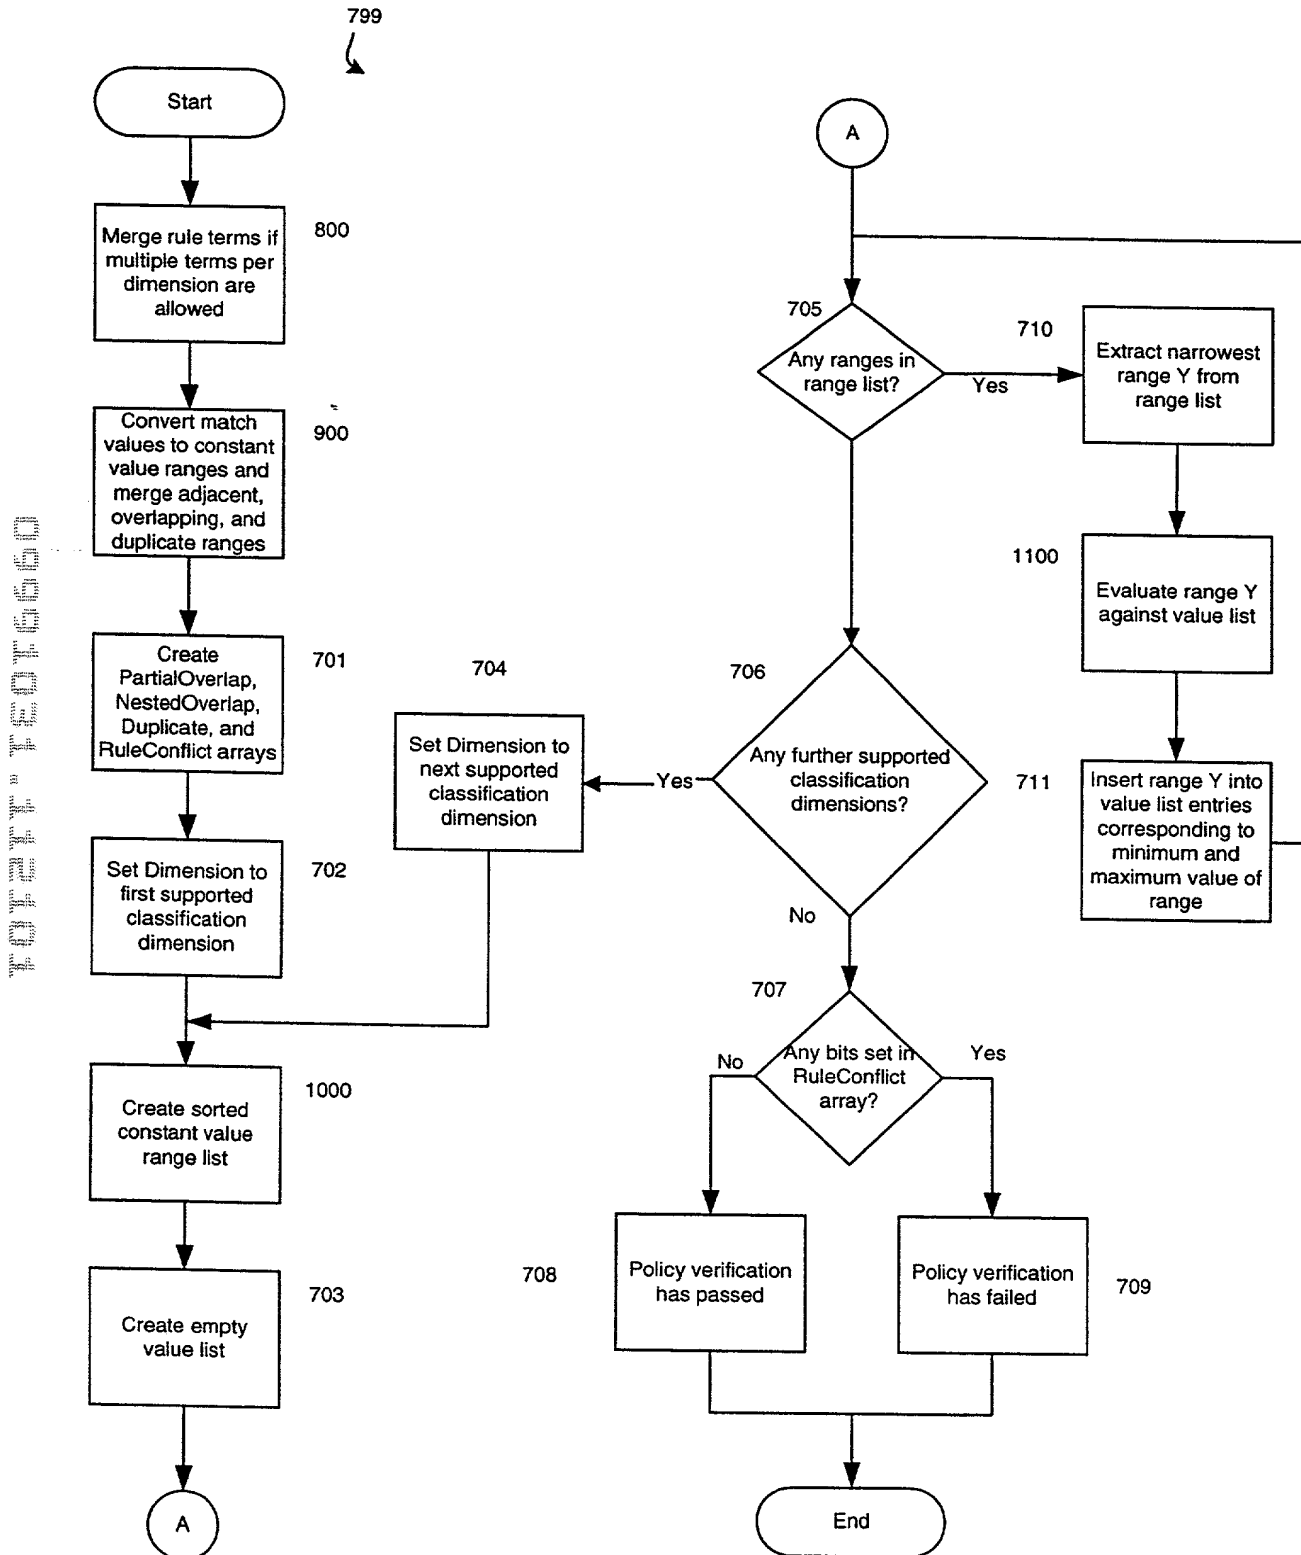 799
Start
800
Merge rule terms if
multiple terms per
dimension are
allowed
900
Convert match
values to constant
value ranges and
merge adjacent,
overlapping, and
duplicate ranges
701
Create
PartialOverlap,
NestedOverlap,
Duplicate, and
RuleConflict arrays
702
Set Dimension to
first supported
classification
dimension
704
Set Dimension to
next supported
classification
dimension
1000
Create sorted
constant value
range list
703
Create empty
value list
A
A
705
Any ranges in
range list?
Yes
710
Extract narrowest
range Y from
range list
1100
Evaluate range Y
against value list
711
Insert range Y into
value list entries
corresponding to
minimum and
maximum value of
range
706
Any further supported
classification
dimensions?
Yes
No
707
Any bits set in
RuleConflict
array?
No
Yes
708
Policy verification
has passed
709
Policy verification
has failed
End